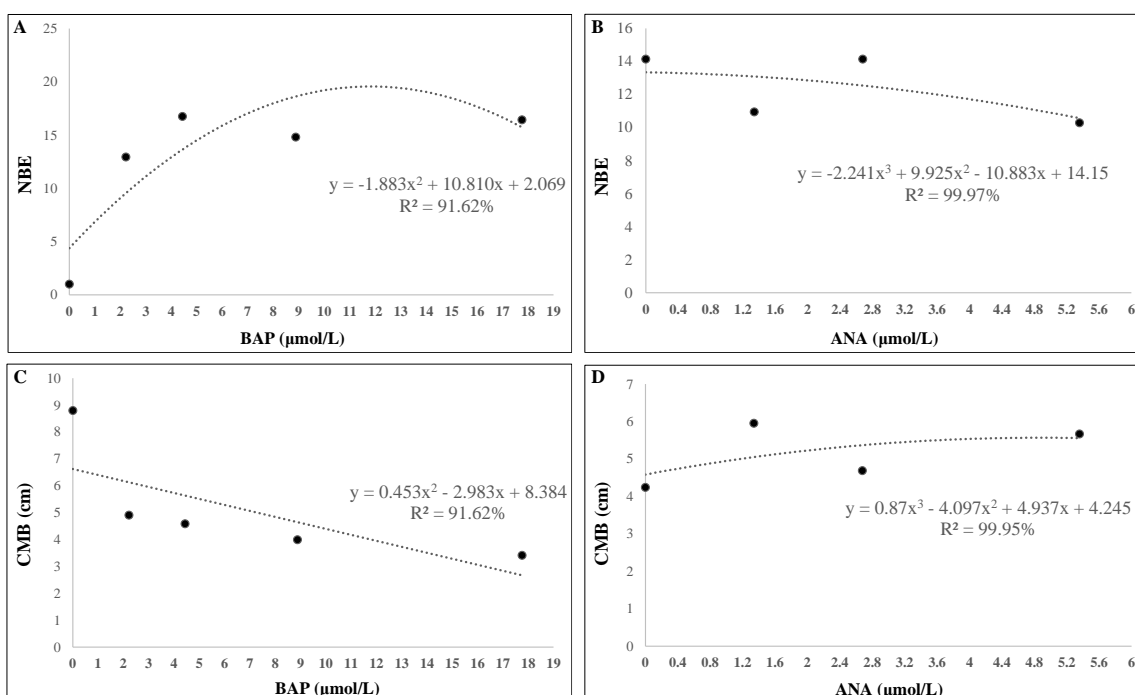 A
25
20
15
10
5
0
NBE
y = -1.883x² + 10.810x + 2.069
R² = 91.62%
0 1 2 3 4 5 6 7 8 9 10 11 12 13 14 15 16 17 18 19
BAP (µmol/L)
B
16
14
12
10
8
6
4
2
0
NBE
y = -2.241x³ + 9.925x² - 10.883x + 14.15
R² = 99.97%
0 0.4 0.8 1.2 1.6 2 2.4 2.8 3.2 3.6 4 4.4 4.8 5.2 5.6 6
ANA (µmol/L)
C
10
9
8
7
6
5
4
3
2
1
0
CMB (cm)
y = 0.453x² - 2.983x + 8.384
R² = 91.62%
0 1 2 3 4 5 6 7 8 9 10 11 12 13 14 15 16 17 18 19
BAP (µmol/L)
D
7
6
5
4
3
2
1
0
CMB (cm)
y = 0.87x³ - 4.097x² + 4.937x + 4.245
R² = 99.95%
0 0.4 0.8 1.2 1.6 2 2.4 2.8 3.2 3.6 4 4.4 4.8 5.2 5.6 6
ANA (µmol/L)